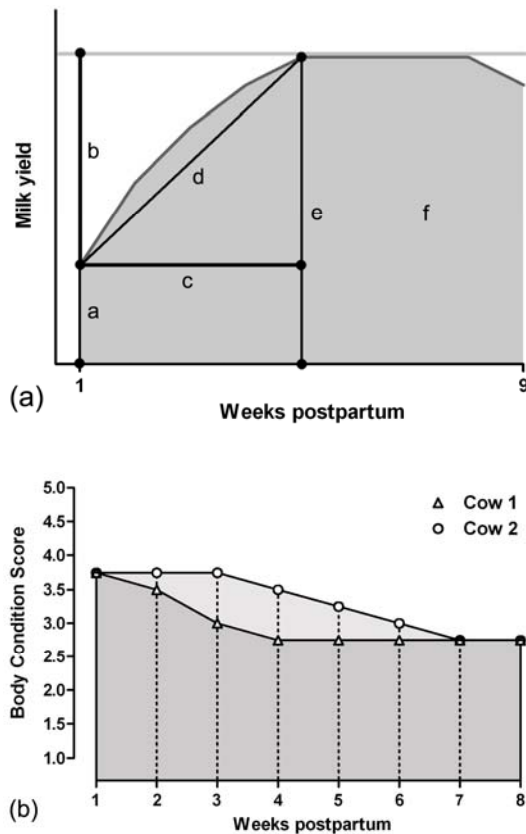 Milk yield
b
d
e
f
c
a
1
9
Weeks postpartum
(a)
Body Condition Score
5.0
4.5
4.0
3.5
3.0
2.5
2.0
1.5
1.0
Cow 1
Cow 2
1 2 3 4 5 6 7 8
Weeks postpartum
(b)